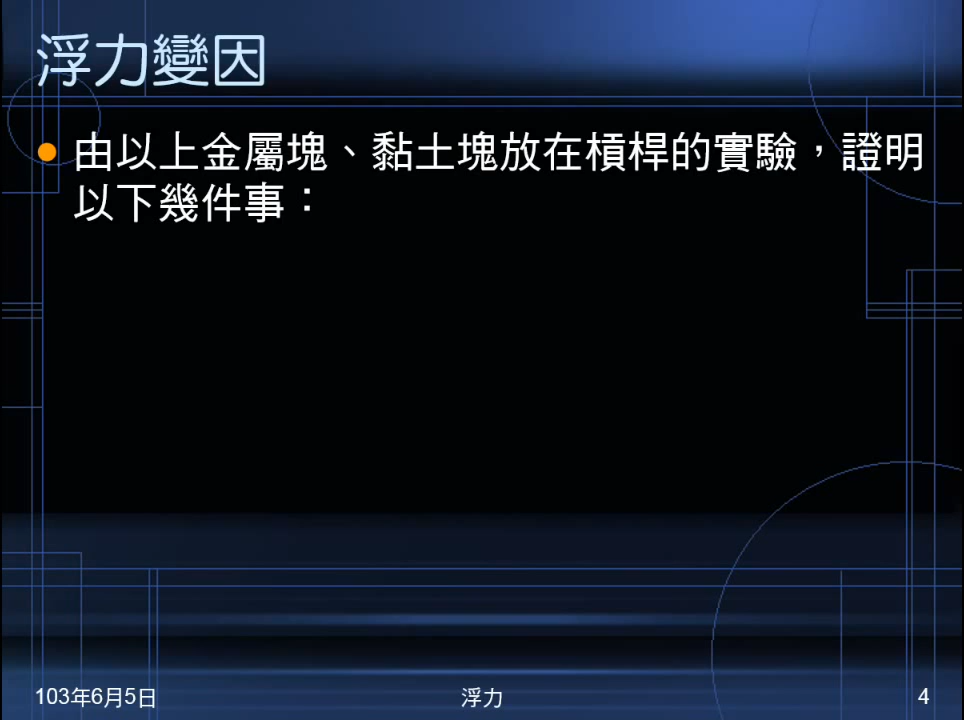 浮力變因
由以上金屬塊、黏土塊放在槓桿的實驗，證明
以下幾件事：
103年6月5日
浮力
4